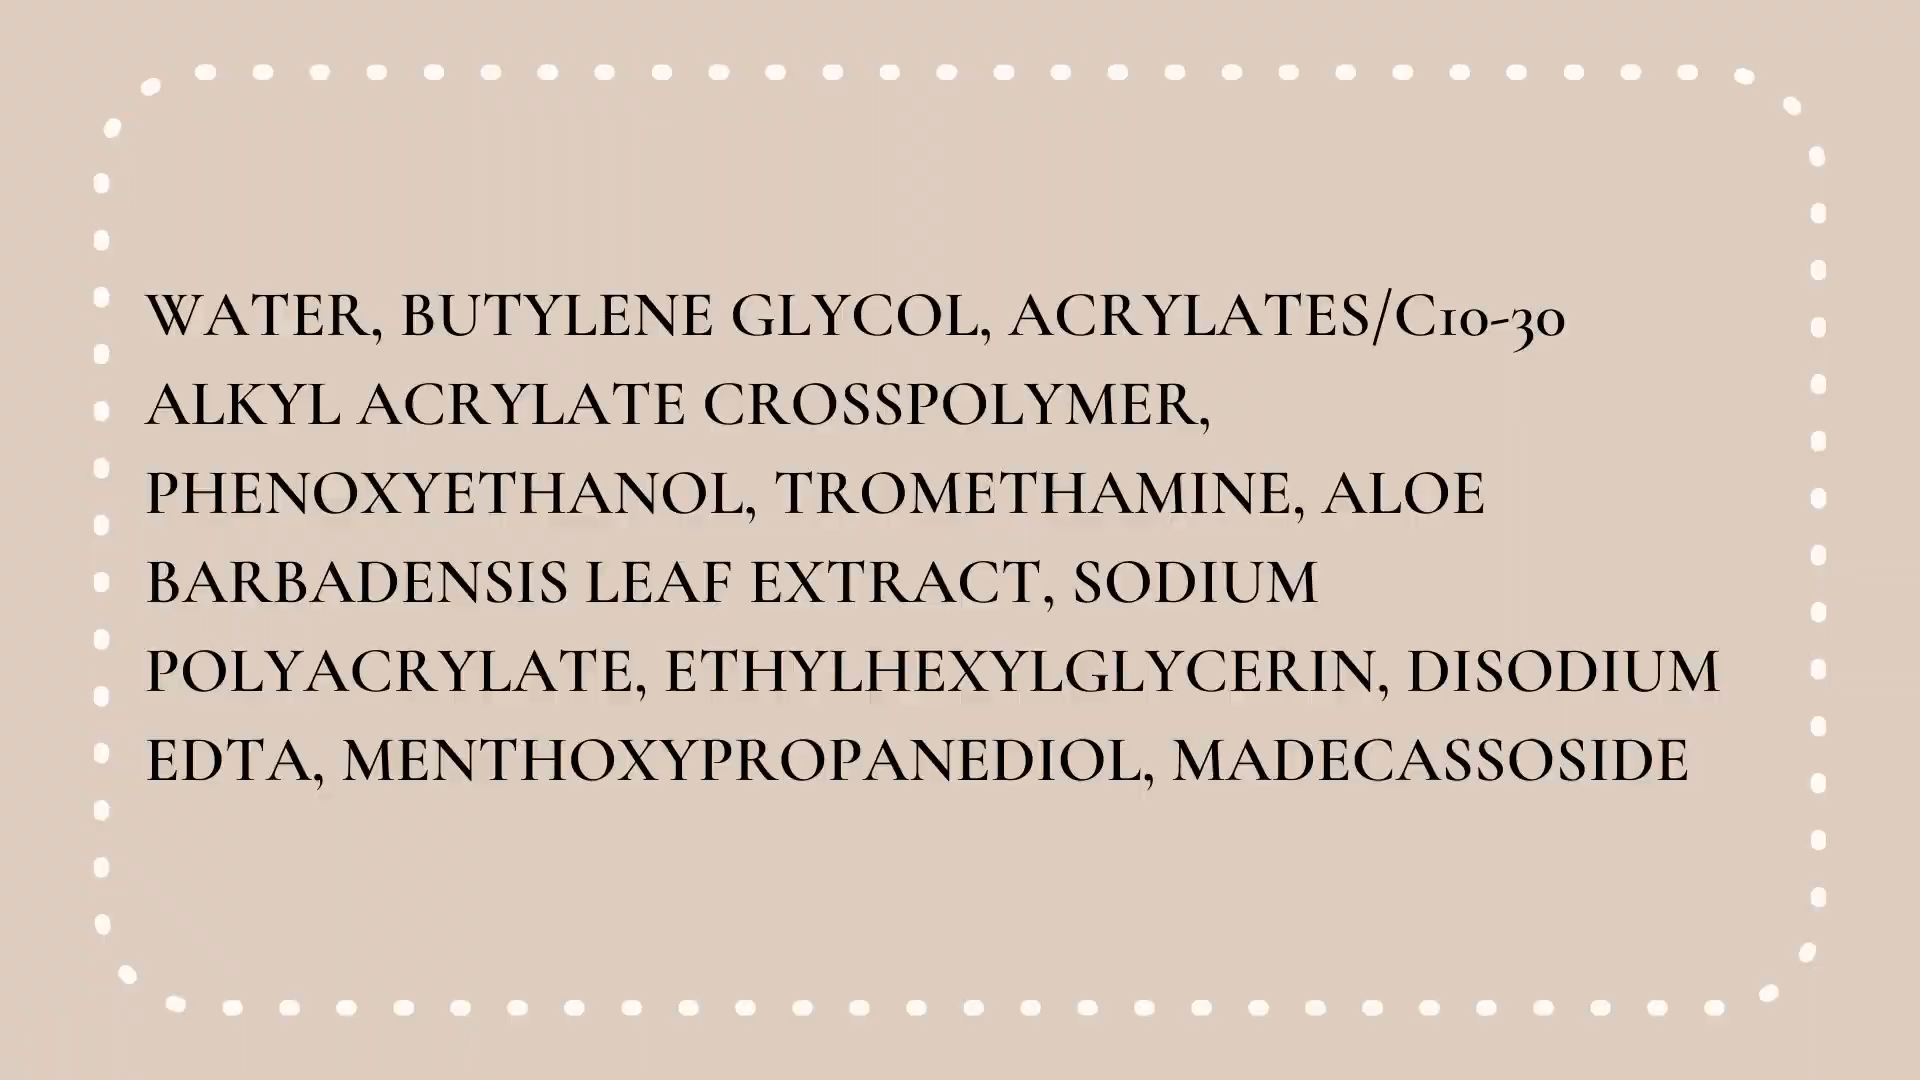 WATER, BUTYLENE GLYCOL, ACRYLATES/C10-30
ALKYL ACRYLATE CROSSPOLYMER,
PHENOXYETHANOL, TROMETHAMINE, ALOE
BARBADENSIS LEAF EXTRACT, SODIUM
POLYACRYLATE, ETHYLHEXYLGLYCERIN, DISODIUM
EDTA, MENTHOXYPROPANEDIOL, MADECASSOSIDE